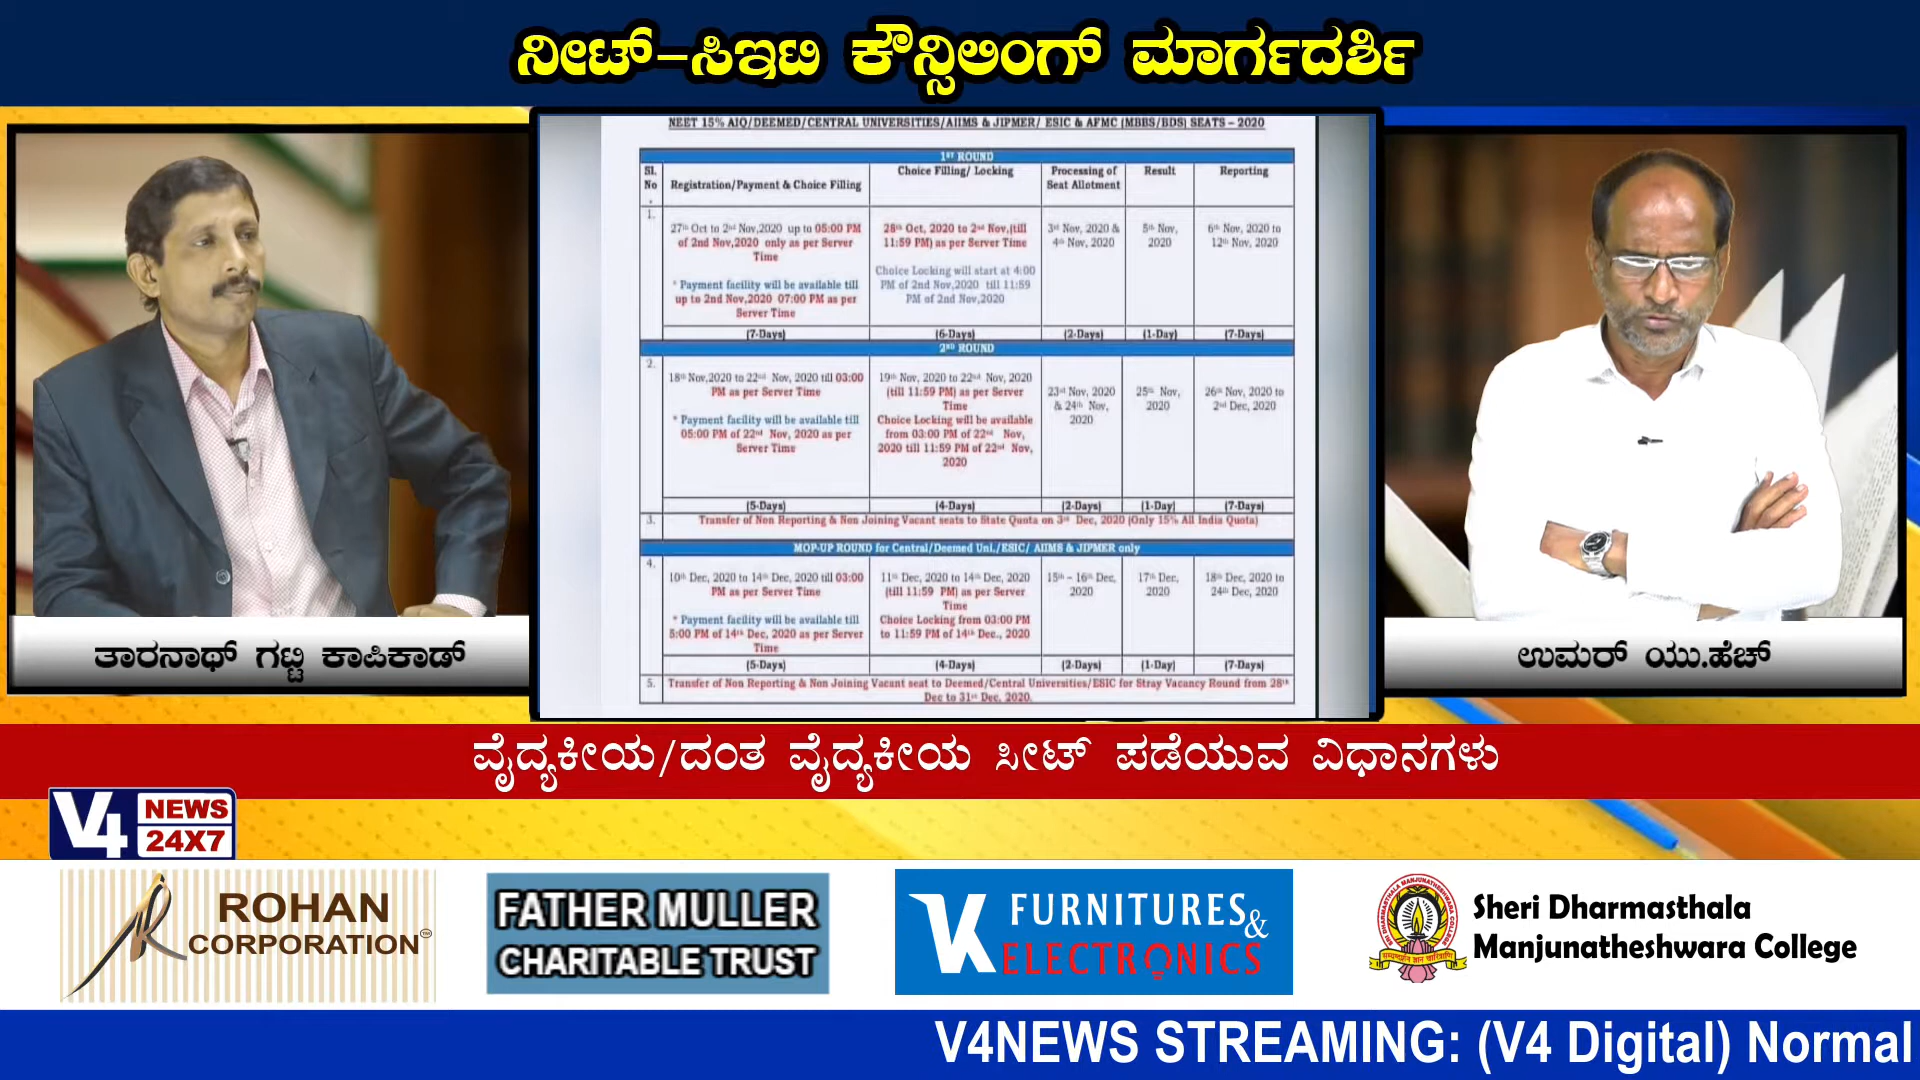 ನೀಟ್-ಸಿಇಟಿ ಕೌನ್ಸಿಲಿಂಗ್ ಮಾರ್ಗದರ್ಶಿ
NEET 15% AIQ/DEEMED/CENTRAL UNIVERSITIES/AIIMS & JIPMER/ ESIC & AFMC (MBBS/BDS) SEATS – 2020
1ST ROUND
Sl. No . Registration/Payment & Choice Filling Choice Filling/ Locking Processing of Seat Allotment Result Reporting
1.
27th Oct to 2nd Nov,2020 up to 05:00 PM
of 2nd Nov,2020 only as per Server
Time
* Payment facility will be available till
up to 2nd Nov,2020 07:00 PM as per
Server Time
28th Oct, 2020 to 2nd Nov,(till
11:59 PM) as per Server Time
Choice Locking will start at 4:00
PM of 2nd Nov,2020 till 11:59
PM of 2nd Nov,2020
3rd Nov, 2020 &
4th Nov, 2020
5th Nov,
2020
6th Nov, 2020 to
12th Nov, 2020
(7-Days) (6-Days) (2-Days) (1-Day) (7-Days)
2ND ROUND
2.
18th Nov,2020 to 22nd Nov, 2020 till 03:00
PM as per Server Time
* Payment facility will be available till
05:00 PM of 22nd Nov, 2020 as per
Server Time
19th Nov, 2020 to 22nd Nov, 2020
(till 11:59 PM) as per Server
Time
Choice Locking will be available
from 03:00 PM of 22nd Nov,
2020 till 11:59 PM of 22nd Nov,
2020
23rd Nov, 2020
& 24th Nov,
2020
25th Nov,
2020
26th Nov, 2020 to
2nd Dec, 2020
(5-Days) (4-Days) (2-Days) (1-Day) (7-Days)
3. Transfer of Non Reporting & Non Joining Vacant seats to State Quota on 3rd Dec, 2020 (Only 15% All India Quota)
MOP-UP ROUND for Central/Deemed Uni./ESIC/ AIIMS & JIPMER only
4.
10th Dec, 2020 to 14th Dec, 2020 till 03:00
PM as per Server Time
* Payment facility will be available till
5:00 PM of 14th Dec, 2020 as per Server
Time
11th Dec, 2020 to 14th Dec, 2020
(till 11:59 PM) as per Server
Time
Choice Locking from 03:00 PM
to 11:59 PM of 14th Dec., 2020
15th – 16th Dec,
2020
17th Dec,
2020
18th Dec, 2020 to
24th Dec, 2020
(5-Days) (4-Days) (2-Days) (1-Day) (7-Days)
5. Transfer of Non Reporting & Non Joining Vacant seat to Deemed/Central Universities/ESIC for Stray Vacancy Round from 28th
Dec to 31st Dec, 2020.
ತಾರನಾಥ್ ಗಟ್ಟಿ ಕಾಪಿಕಾಡ್
ಉಮರ್ ಯು.ಹೆಚ್
ವೈದ್ಯಕೀಯ/ದಂತ ವೈದ್ಯಕೀಯ ಸೀಟ್ ಪಡೆಯುವ ವಿಧಾನಗಳು
V4 NEWS
24X7
ROHAN
CORPORATION™
FATHER MULLER
CHARITABLE TRUST
VK FURNITURES &
ELECTRONICS
Sheri Dharmasthala
Manjunatheshwara College
V4NEWS STREAMING: (V4 Digital) Normal